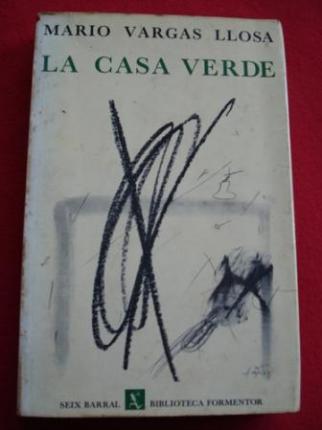 MARIO VARGAS LLOSA
LA CASA VERDE
SEIX BARRAL BIBLIOTECA FORMENTOR